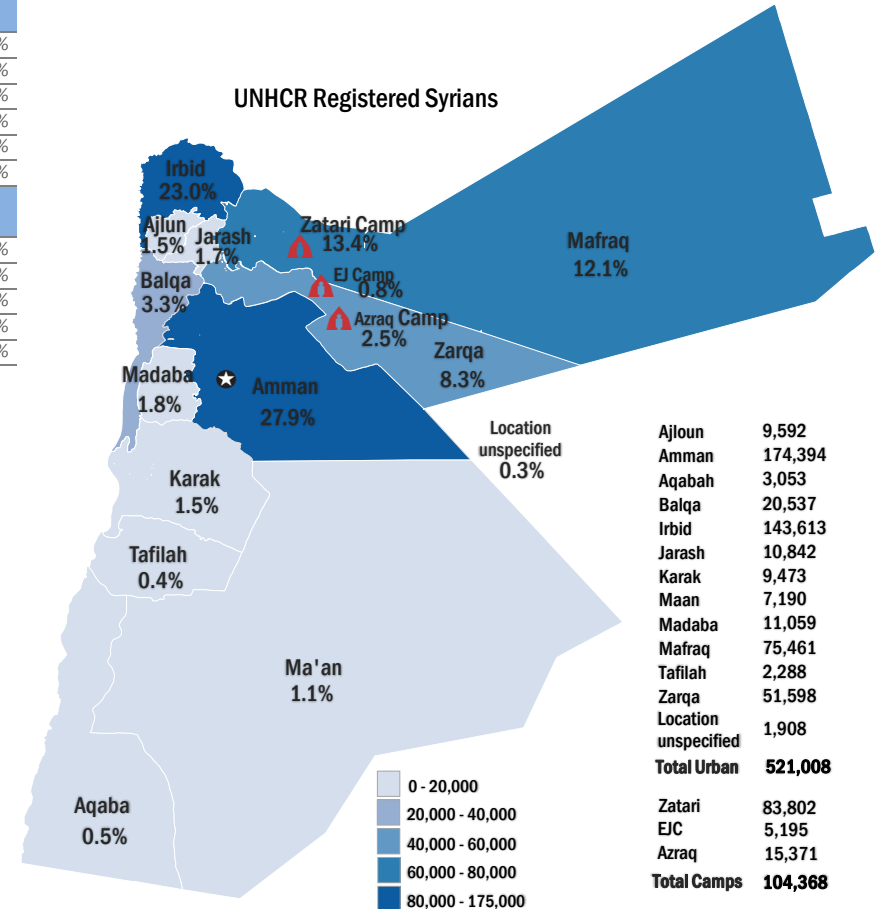 %
%
%
%
%
%
%
%
%
%
%
UNHCR Registered Syrians
Irbid
23.0%
Ajlun
1.5%
Jarash
1.7%
Zatari Camp
13.4%
Mafraq
12.1%
EJ Camp
0.8%
Balqa
3.3%
Azraq Camp
2.5%
Zarqa
8.3%
Madaba
1.8%
Amman
27.9%
Location
unspecified
0.3%
Karak
1.5%
Tafilah
0.4%
Ma'an
1.1%
Aqaba
0.5%
0 - 20,000
20,000 - 40,000
40,000 - 60,000
60,000 - 80,000
80,000 - 175,000
Ajloun 9,592
Amman 174,394
Aqabah 3,053
Balqa 20,537
Irbid 143,613
Jarash 10,842
Karak 9,473
Maan 7,190
Madaba 11,059
Mafraq 75,461
Tafilah 2,288
Zarqa 51,598
Location
unspecified 1,908
Total Urban 521,008
Zatari 83,802
EJC 5,195
Azraq 15,371
Total Camps 104,368